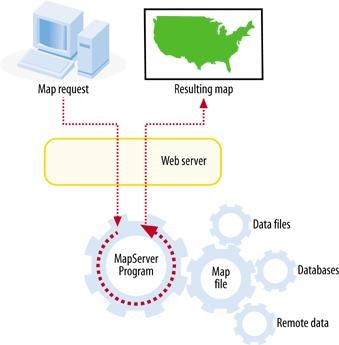 Map request
Resulting map
Web server
MapServer
Program
Map
file
Data files
Databases
Remote data